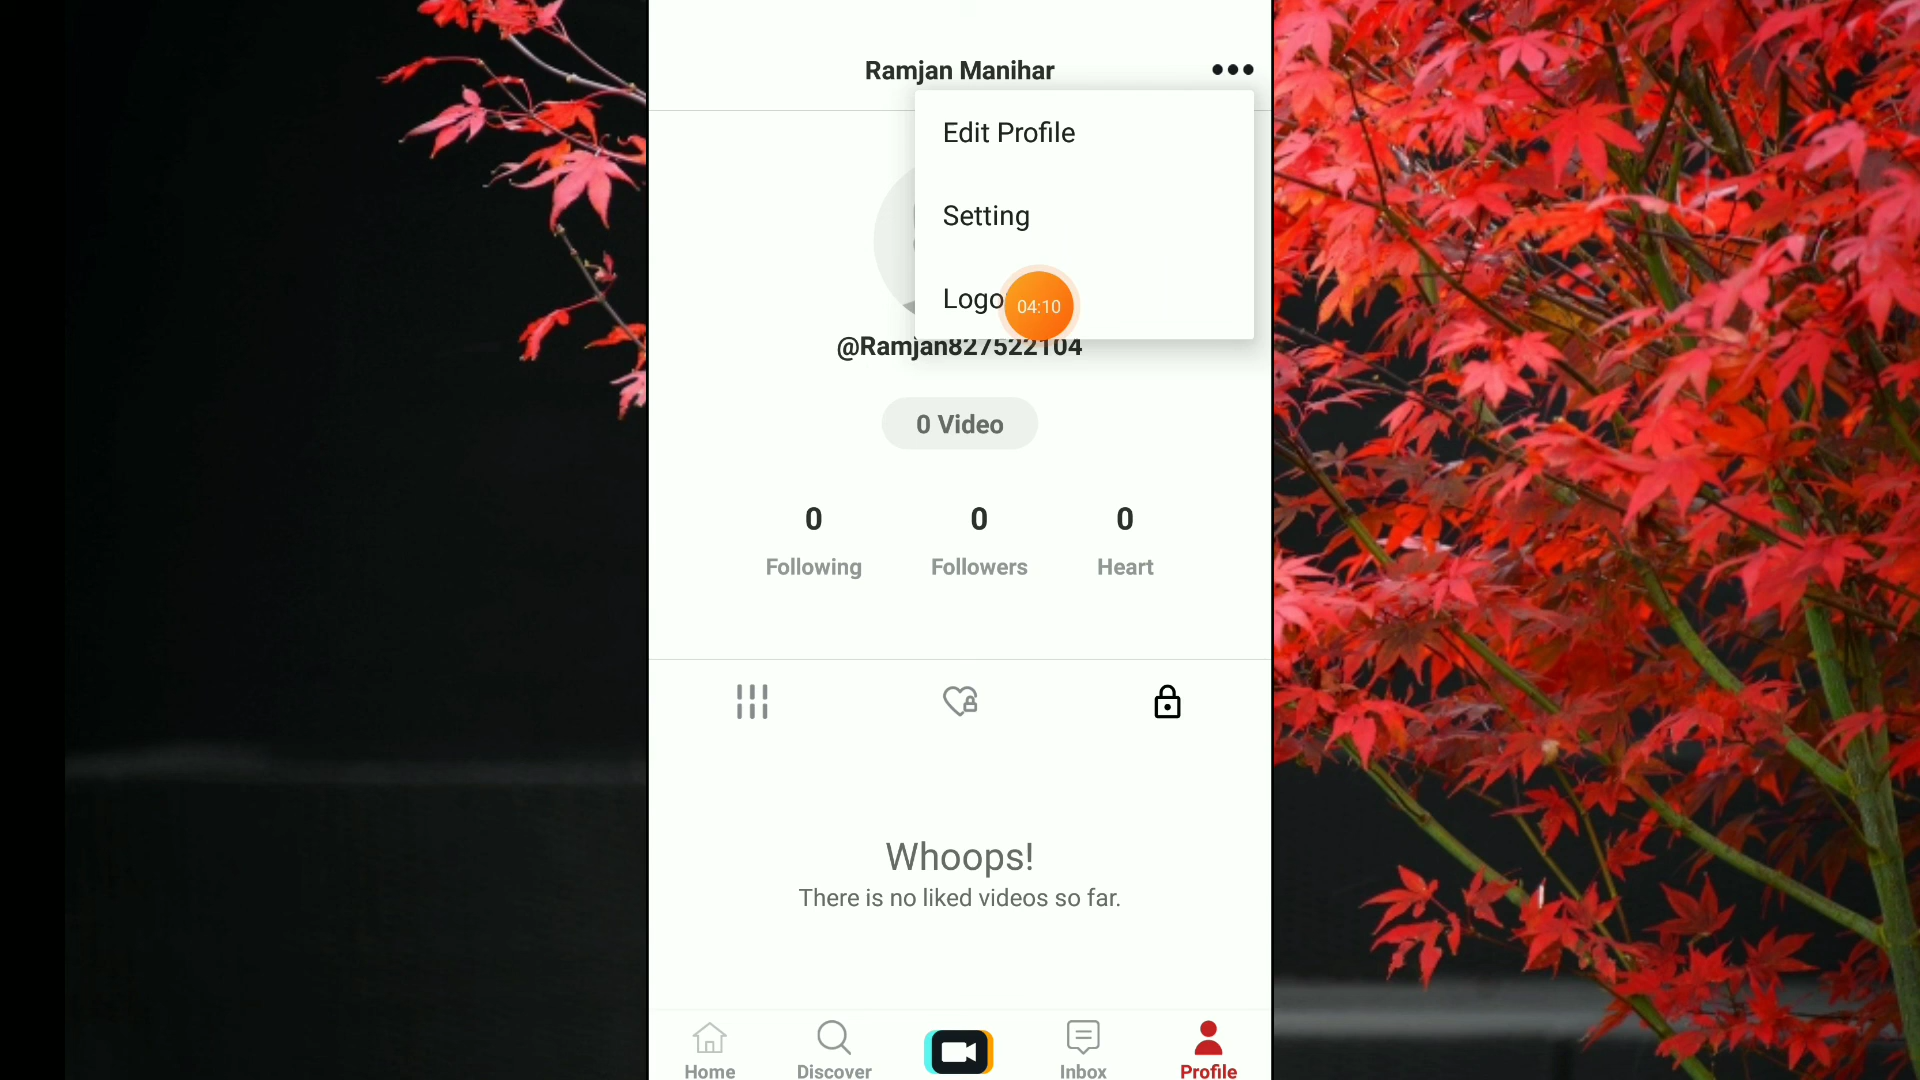 Ramjan Manihar
Edit Profile
Setting
Logo
04:10
@Ramjan827522104
0 Video
0 0 0
Following Followers Heart
Whoops!
There is no liked videos so far.
Home Discover Inbox Profile